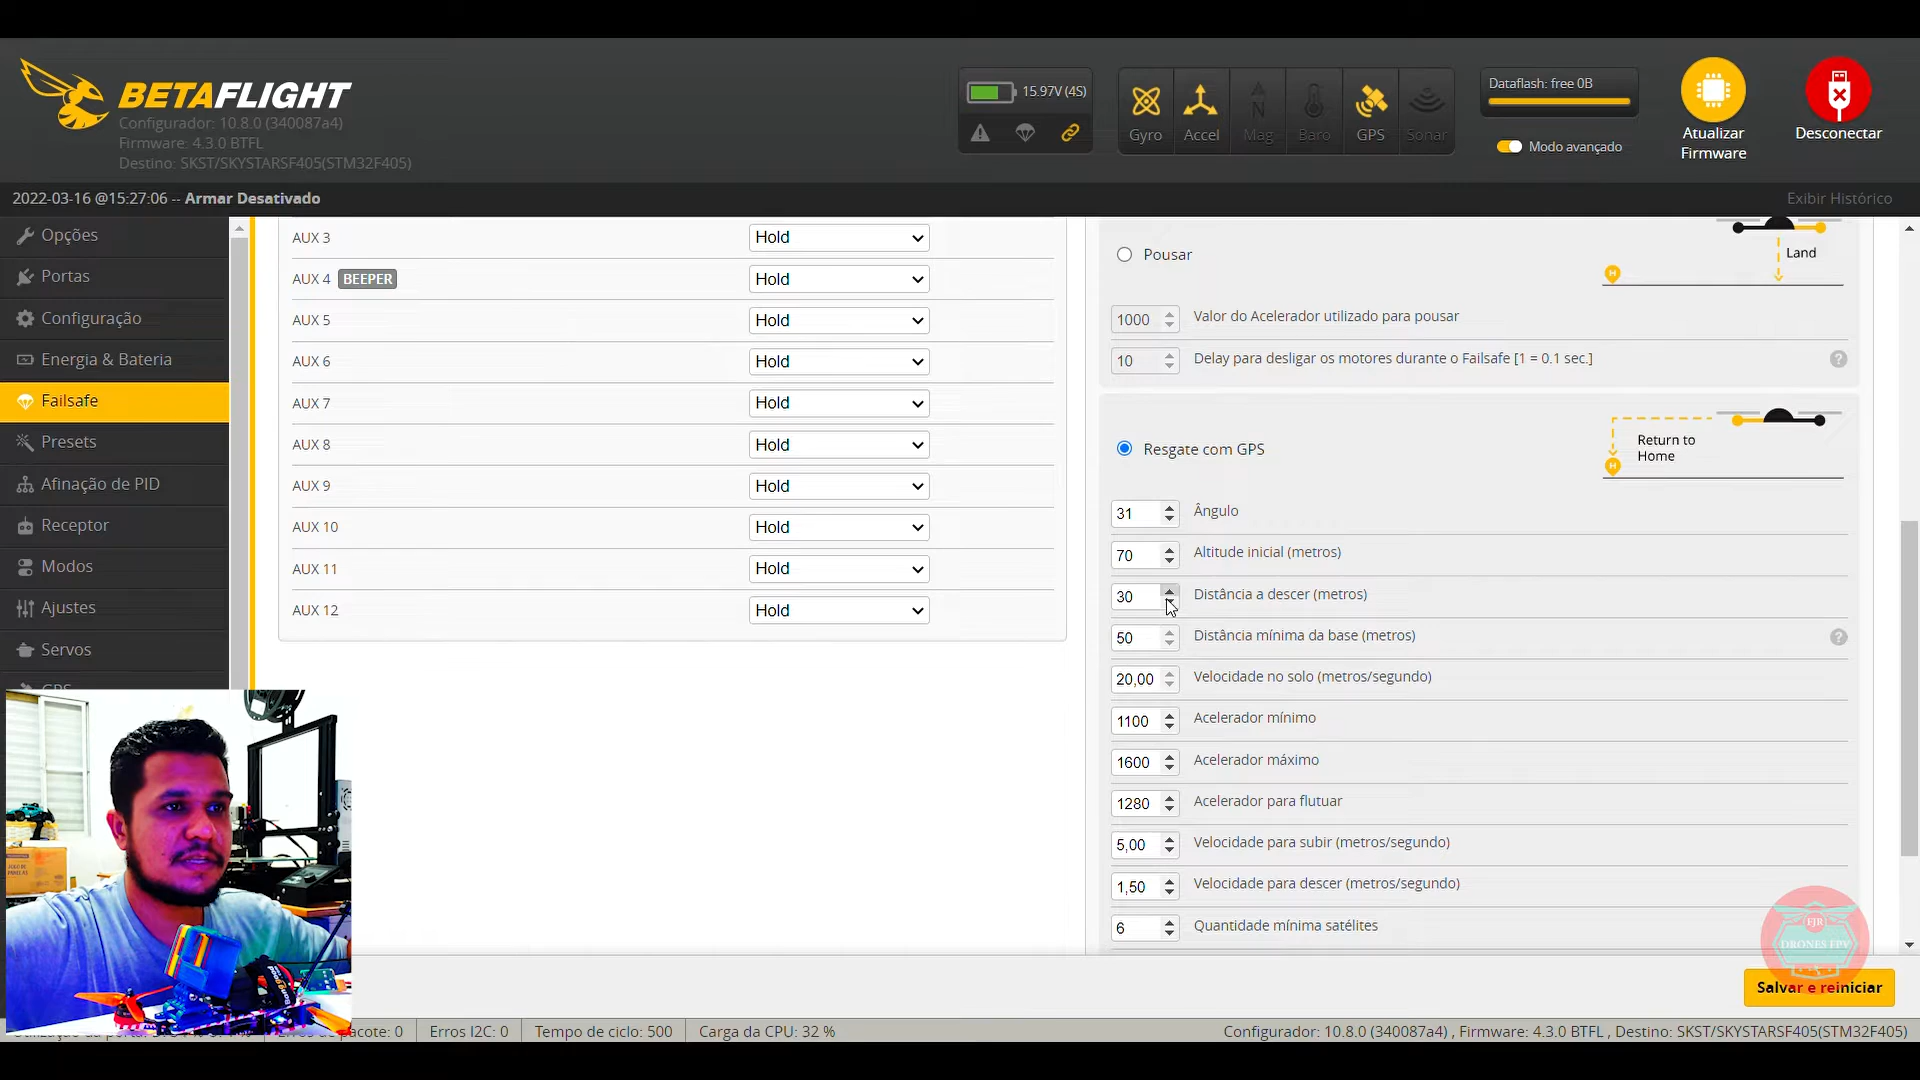 BETAFLIGHT
Configurador: 10.8.0 (340087a4)
Firmware: 4.3.0 BTFL
Destino: SKST/SKYSTARSF405(STM32F405)
15.97V (4S)
Gyro
Accel
Mag
Baro
GPS
Sonar
Dataflash: free 0B
Modo avançado
Atualizar
Firmware
Desconectar
2022-03-16 @15:27:06 -- Armar Desativado
Exibir Histórico
Opções
Portas
Configuração
Energia & Bateria
Failsafe
Presets
Afinação de PID
Receptor
Modos
Ajustes
Servos
GPS
AUX 3 Hold
AUX 4 BEEPER Hold
AUX 5 Hold
AUX 6 Hold
AUX 7 Hold
AUX 8 Hold
AUX 9 Hold
AUX 10 Hold
AUX 11 Hold
AUX 12 Hold
Pousar
Land
H
1000 Valor do Acelerador utilizado para pousar
10 Delay para desligar os motores durante o Failsafe [1 = 0.1 sec.] ?
Resgate com GPS
Return to
Home
H
31 Ângulo
70 Altitude inicial (metros)
30 Distância a descer (metros)
50 Distância mínima da base (metros) ?
20,00 Velocidade no solo (metros/segundo)
1100 Acelerador mínimo
1600 Acelerador máximo
1280 Acelerador para flutuar
5,00 Velocidade para subir (metros/segundo)
1,50 Velocidade para descer (metros/segundo)
6 Quantidade mínima satélites
FJR
DRONES FPV
Salvar e reiniciar
pacote: 0
Erros I2C: 0
Tempo de ciclo: 500
Carga da CPU: 32 %
Configurador: 10.8.0 (340087a4) , Firmware: 4.3.0 BTFL , Destino: SKST/SKYSTARSF405(STM32F405)